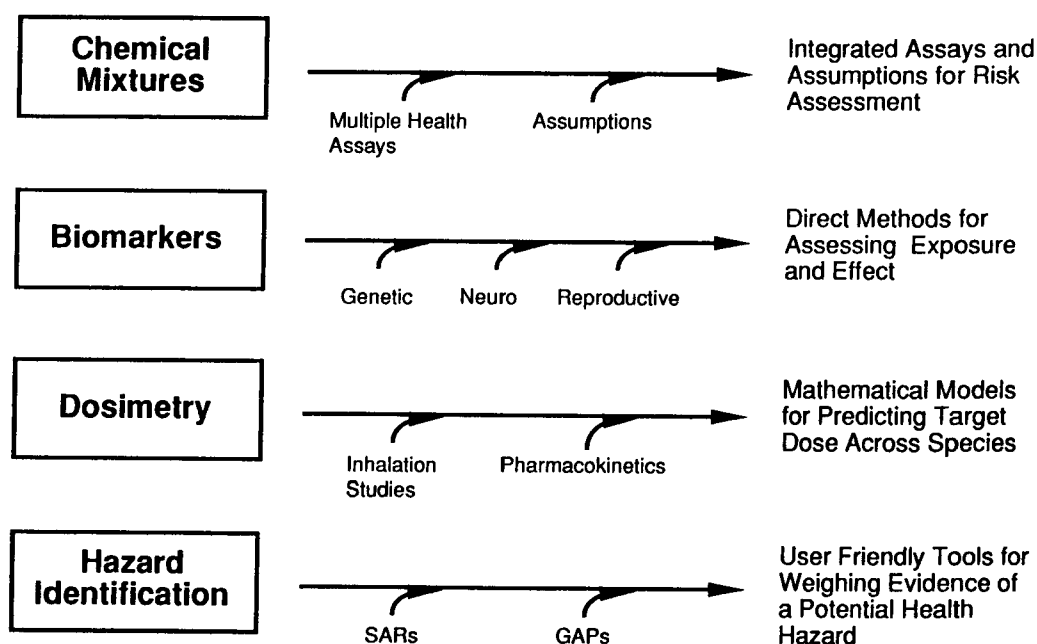 Chemical
Mixtures
Multiple Health
Assays
Assumptions
Integrated Assays and
Assumptions for Risk
Assessment
Biomarkers
Genetic
Neuro
Reproductive
Direct Methods for
Assessing Exposure
and Effect
Dosimetry
Inhalation
Studies
Pharmacokinetics
Mathematical Models
for Predicting Target
Dose Across Species
Hazard
Identification
SARs
GAPs
User Friendly Tools for
Weighing Evidence of
a Potential Health
Hazard